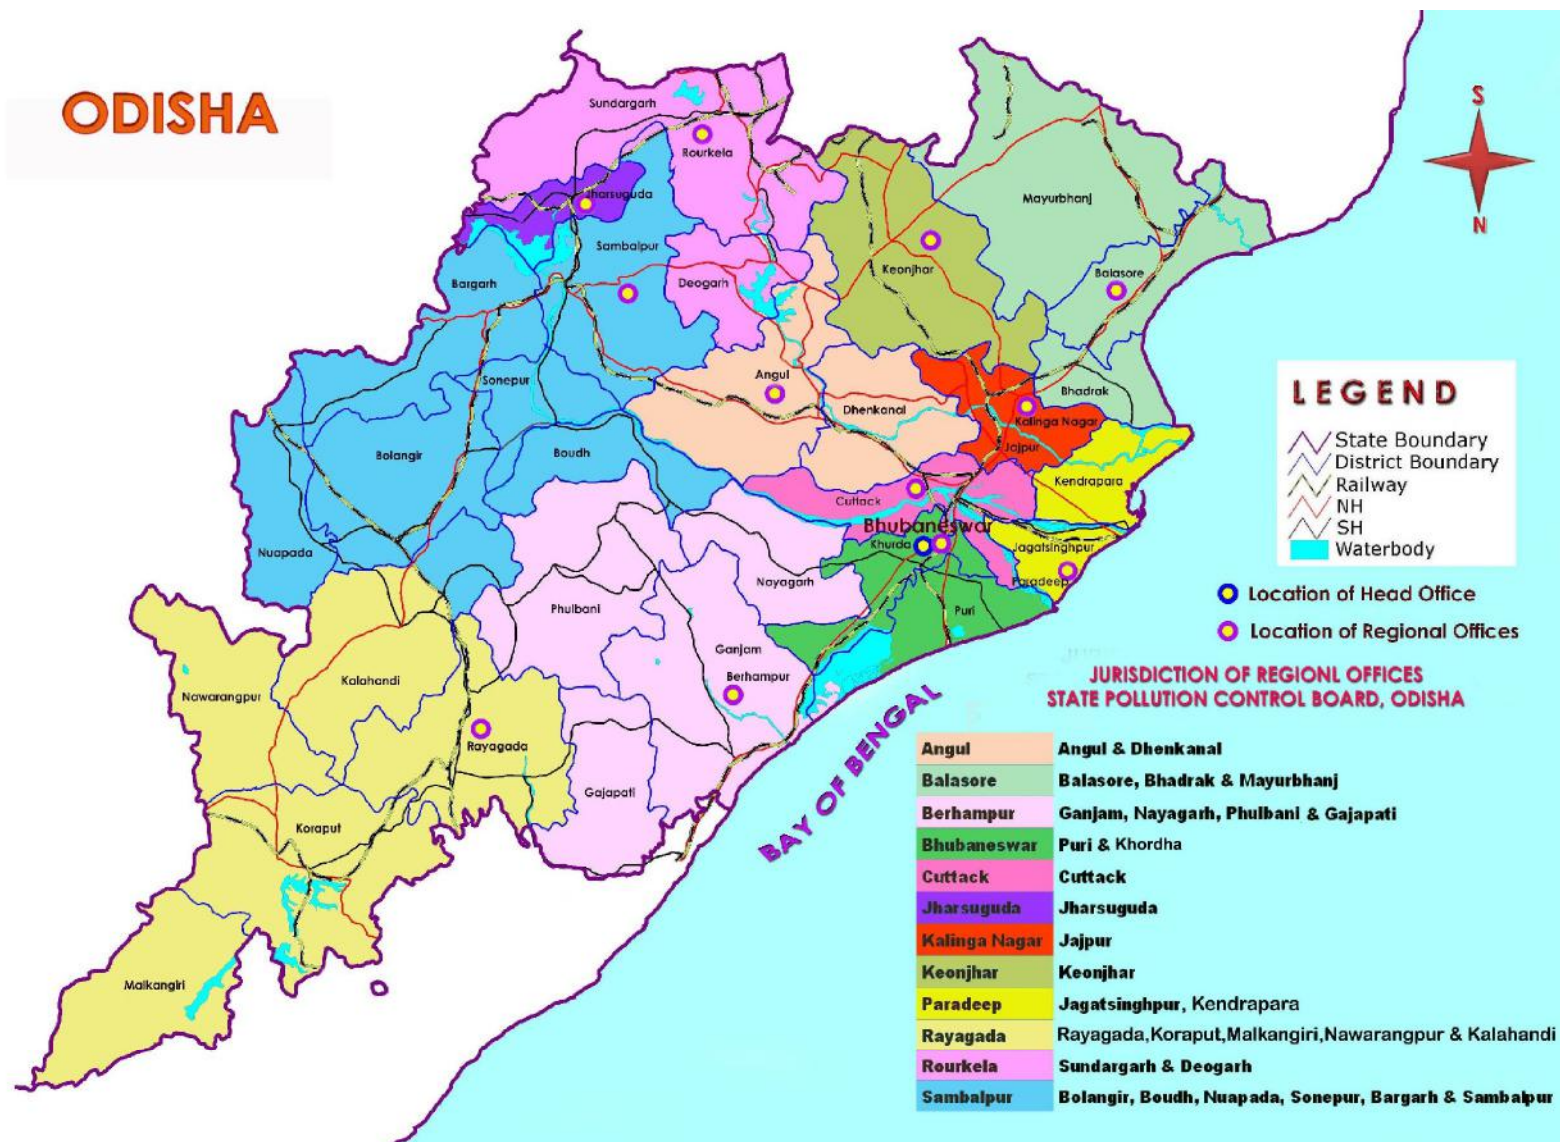 ODISHA
S
N
Sundargarh
Rourkela
Jharsuguda
Sambalpur
Bargarh
Deogarh
Keonjhar
Mayurbhanj
Balasore
Bhadrak
Angul
Dhenkanal
Kalinga Nagar
Jajpur
Sonepur
Bolangir
Boudh
Cuttack
Kendrapara
Bhubaneswar
Khurda
Jagatsinghpur
Paradeep
Nuapada
Nayagarh
Phulbani
Puri
Ganjam
Berhampur
Nawarangpur
Kalahandi
Rayagada
Gajapati
Koraput
Malkangiri
BAY OF BENGAL
LEGEND
State Boundary
District Boundary
Railway
NH
SH
Waterbody
Location of Head Office
Location of Regional Offices
JURISDICTION OF REGIONL OFFICES
STATE POLLUTION CONTROL BOARD, ODISHA
Angul Angul & Dhenkanal
Balasore Balasore, Bhadrak & Mayurbhanj
Berhampur Ganjam, Nayagarh, Phulbani & Gajapati
Bhubaneswar Puri & Khordha
Cuttack Cuttack
Jharsuguda Jharsuguda
Kalinga Nagar Jajpur
Keonjhar Keonjhar
Paradeep Jagatsinghpur, Kendrapara
Rayagada Rayagada,Koraput,Malkangiri,Nawarangpur & Kalahandi
Rourkela Sundargarh & Deogarh
Sambalpur Bolangir, Boudh, Nuapada, Sonepur, Bargarh & Sambalpur